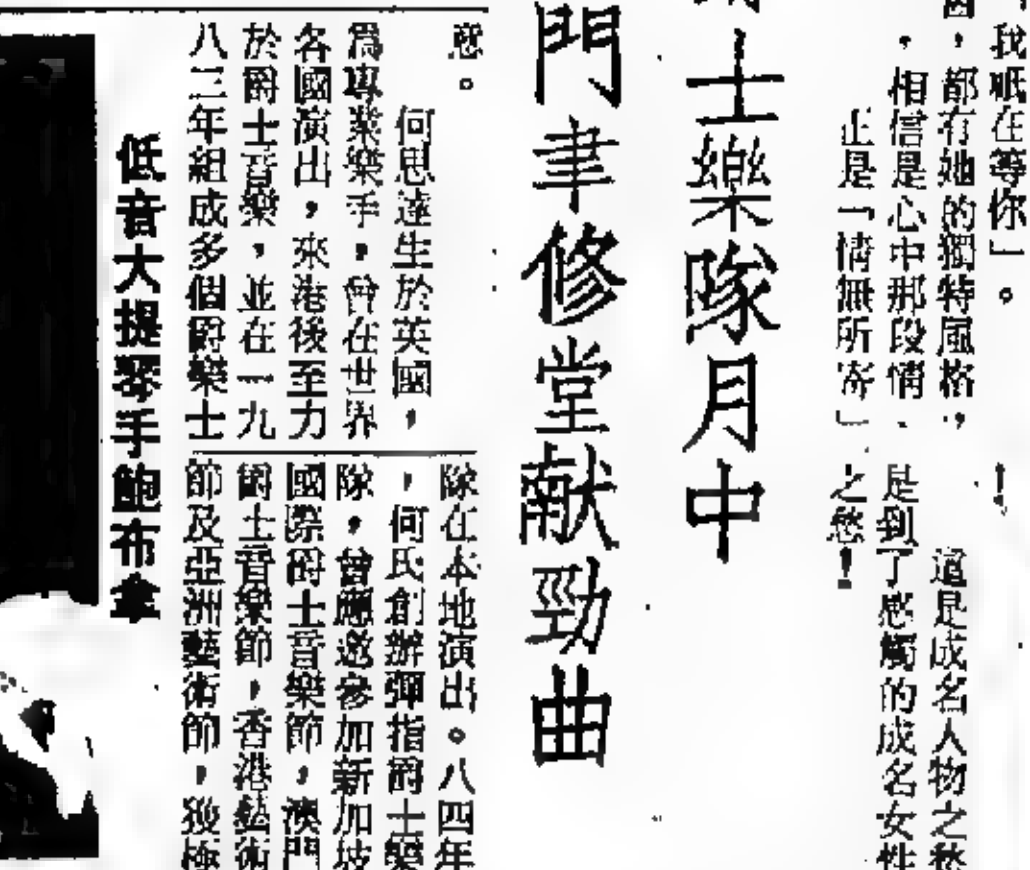 我祇在等你」。
，都有她的獨特風格，
，相信是心中那段情、
正是「情無所寄」
！
這是成名人物之愁
是到了感觸的成名女性
之愁！
士樂隊月中
門聿修堂献勁曲
。
何思達生於英國，
爲專業樂手，曾在世界
各國演出，來港後至力
於爵士音樂，並在一九
八三年組成多個爵樂士
隊在本地演出。八四年
，何氏創辦彈指爵士樂
隊，曾應邀參加新加坡
國際爵士音樂節，澳門
爵士音樂節，香港藝術
節及亞洲藝術節，獲極
低音大提琴手鮑布拿